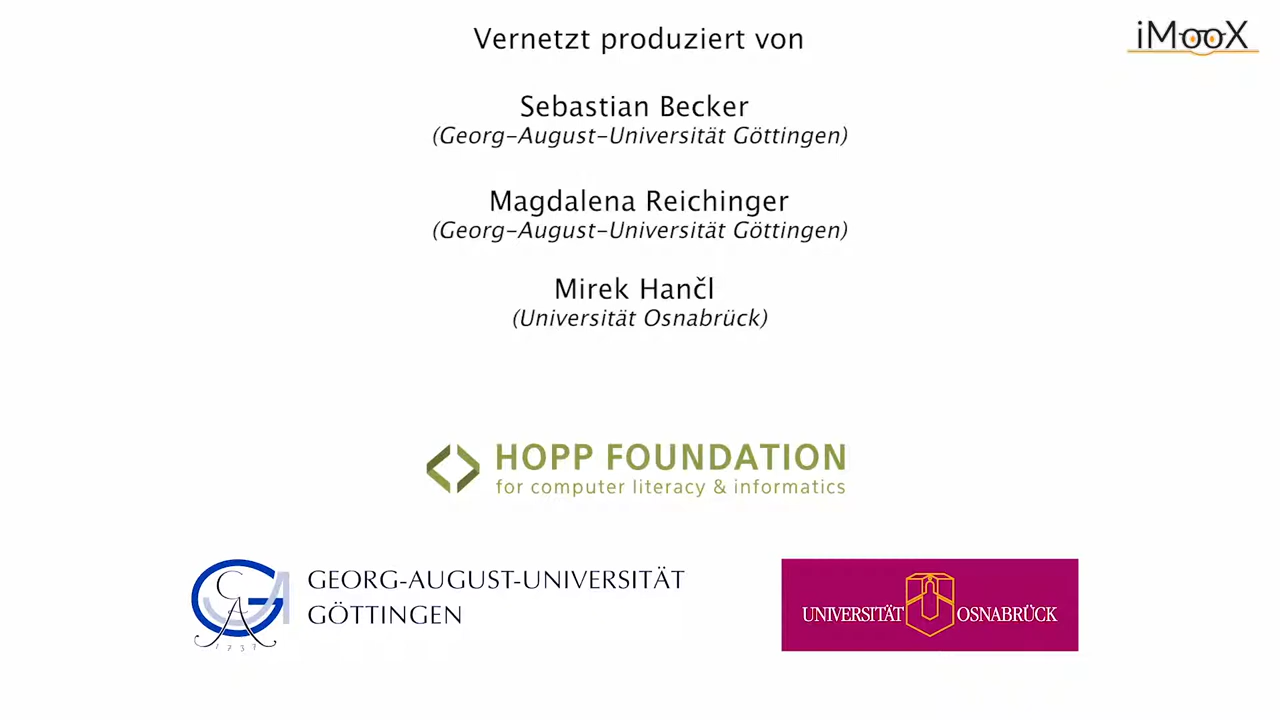 Vernetzt produziert von
iMooX
Sebastian Becker
(Georg-August-Universität Göttingen)
Magdalena Reichinger
(Georg-August-Universität Göttingen)
Mirek Hančl
(Universität Osnabrück)
HOPP FOUNDATION
for computer literacy & informatics
GEORG-AUGUST-UNIVERSITÄT
GÖTTINGEN
1737
UNIVERSITÄT OSNABRÜCK